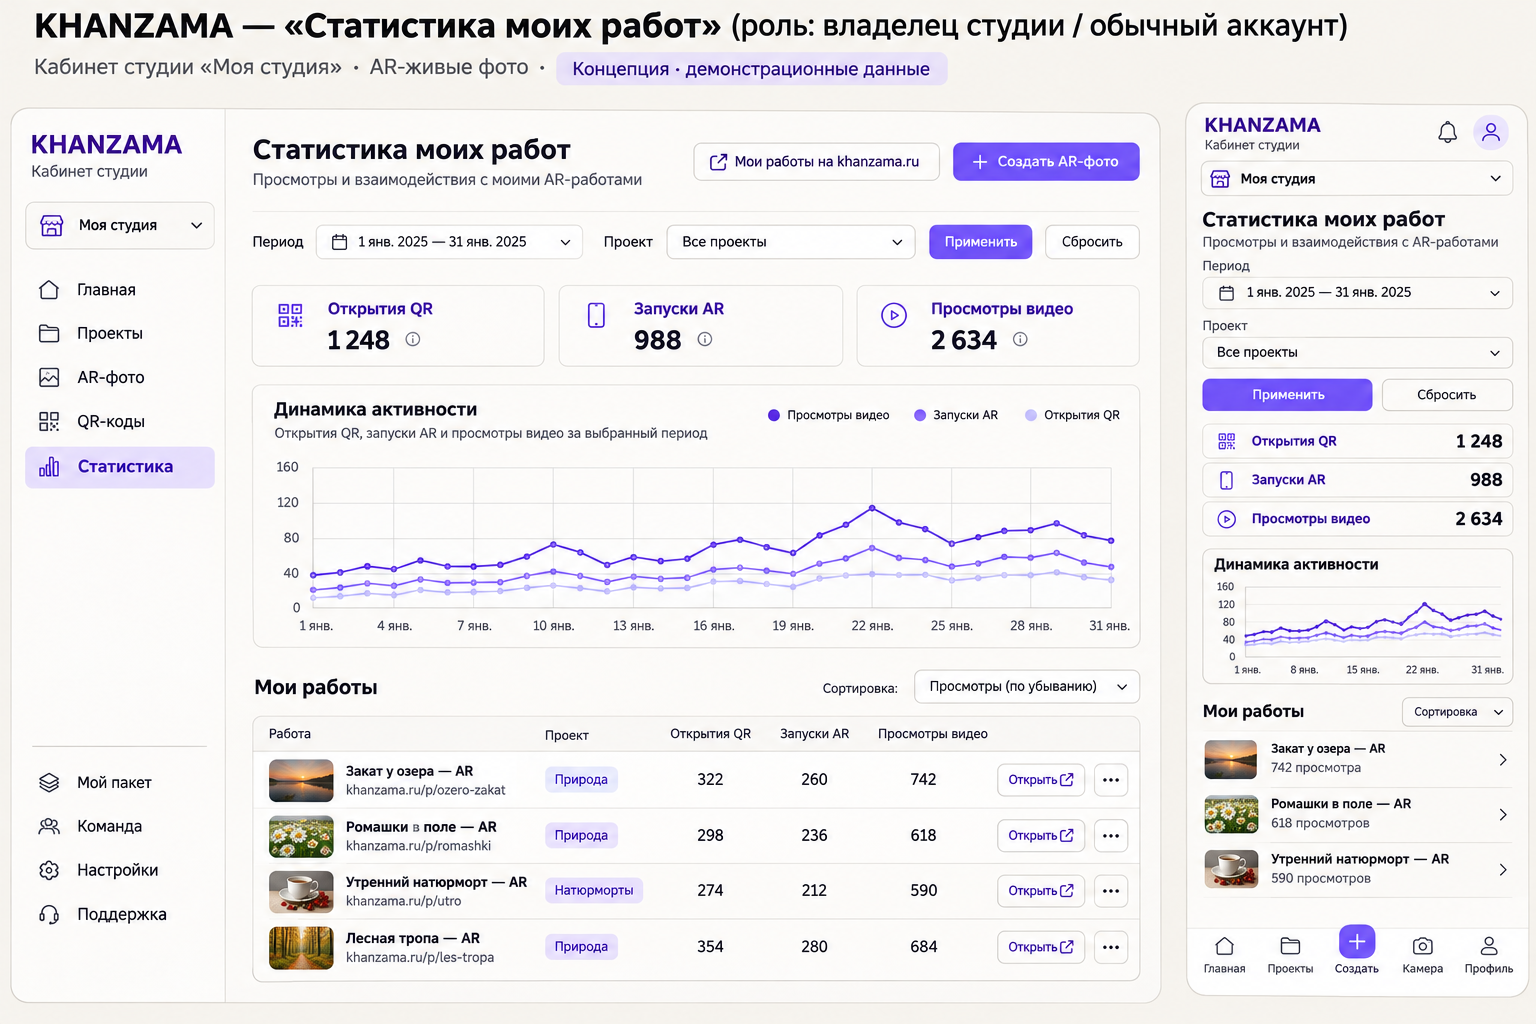 KHANZAMA — «Статистика моих работ» (роль: владелец студии / обычный аккаунт)
Кабинет студии «Моя студия» · AR-живые фото · Концепция · демонстрационные данные
KHANZAMA
Кабинет студии
Моя студия
Главная
Проекты
AR-фото
QR-коды
Статистика
Мой пакет
Команда
Настройки
Поддержка
Статистика моих работ
Просмотры и взаимодействия с моими AR-работами
Мои работы на khanzama.ru
Создать AR-фото
Период
1 янв. 2025 — 31 янв. 2025
Проект
Все проекты
Применить
Сбросить
Открытия QR
1 248
Запуски AR
988
Просмотры видео
2 634
Динамика активности
Открытия QR, запуски AR и просмотры видео за выбранный период
Просмотры видео
Запуски AR
Открытия QR
160
120
80
40
0
1 янв. 4 янв. 7 янв. 10 янв. 13 янв. 16 янв. 19 янв. 22 янв. 25 янв. 28 янв. 31 янв.
Мои работы
Сортировка:
Просмотры (по убыванию)
Работа Проект Открытия QR Запуски AR Просмотры видео
Закат у озера — AR
khanzama.ru/p/ozero-zakat
Природа 322 260 742 Открыть
Ромашки в поле — AR
khanzama.ru/p/romashki
Природа 298 236 618 Открыть
Утренний натюрморт — AR
khanzama.ru/p/utro
Натюрморты 274 212 590 Открыть
Лесная тропа — AR
khanzama.ru/p/les-tropa
Природа 354 280 684 Открыть
KHANZAMA
Кабинет студии
Моя студия
Статистика моих работ
Просмотры и взаимодействия с AR-работами
Период
1 янв. 2025 — 31 янв. 2025
Проект
Все проекты
Применить
Сбросить
Открытия QR 1 248
Запуски AR 988
Просмотры видео 2 634
Динамика активности
160
120
80
40
0
1 янв. 8 янв. 15 янв. 22 янв. 31 янв.
Мои работы
Сортировка
Закат у озера — AR
742 просмотра
Ромашки в поле — AR
618 просмотров
Утренний натюрморт — AR
590 просмотров
Главная Проекты Создать Камера Профиль